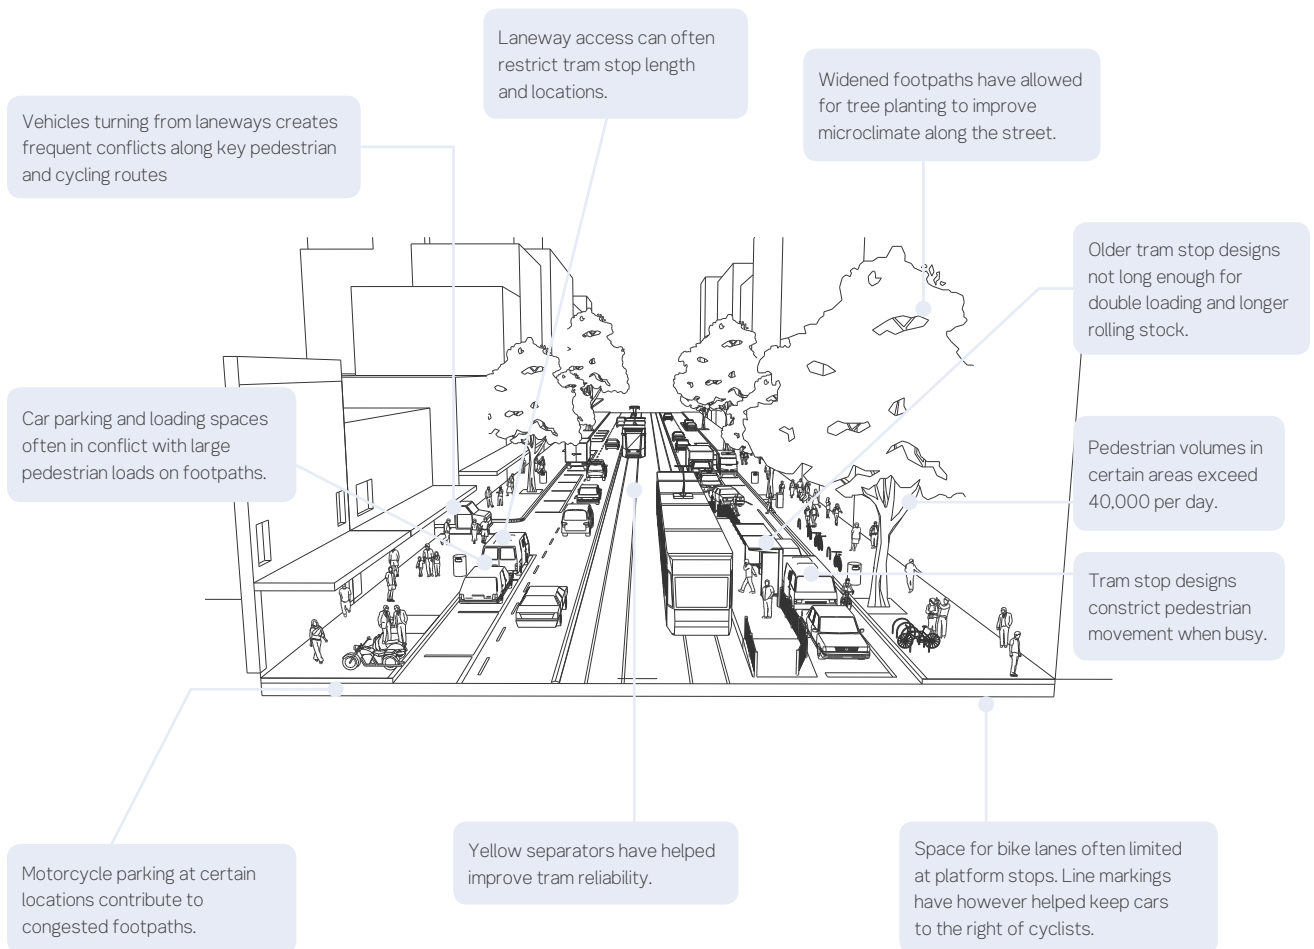 Laneway access can often
restrict tram stop length
and locations.
Widened footpaths have allowed
for tree planting to improve
microclimate along the street.
Vehicles turning from laneways creates
frequent conflicts along key pedestrian
and cycling routes
Older tram stop designs
not long enough for
double loading and longer
rolling stock.
Car parking and loading spaces
often in conflict with large
pedestrian loads on footpaths.
Pedestrian volumes in
certain areas exceed
40,000 per day.
Tram stop designs
constrict pedestrian
movement when busy.
Motorcycle parking at certain
locations contribute to
congested footpaths.
Yellow separators have helped
improve tram reliability.
Space for bike lanes often limited
at platform stops. Line markings
have however helped keep cars
to the right of cyclists.